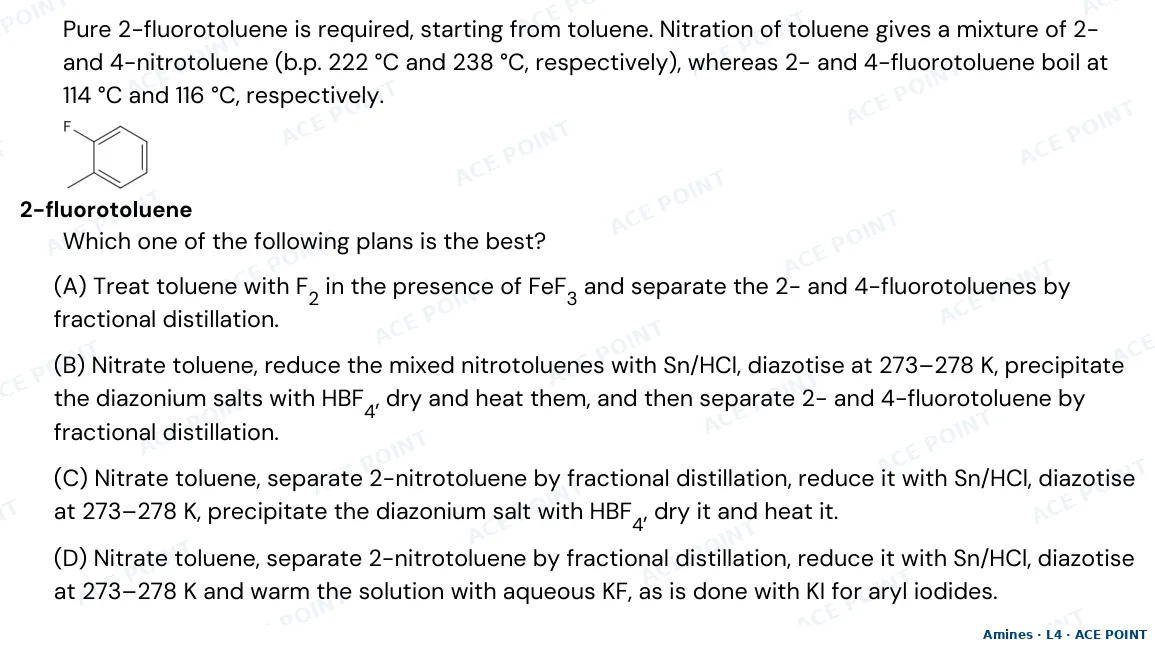 Pure 2-fluorotoluene is required, starting from toluene. Nitration of toluene gives a mixture of 2-
and 4-nitrotoluene (b.p. 222 °C and 238 °C, respectively), whereas 2- and 4-fluorotoluene boil at
114 °C and 116 °C, respectively.
F
2-fluorotoluene
Which one of the following plans is the best?
(A) Treat toluene with F₂ in the presence of FeF₃ and separate the 2- and 4-fluorotoluenes by
fractional distillation.
(B) Nitrate toluene, reduce the mixed nitrotoluenes with Sn/HCl, diazotise at 273–278 K, precipitate
the diazonium salts with HBF₄, dry and heat them, and then separate 2- and 4-fluorotoluene by
fractional distillation.
(C) Nitrate toluene, separate 2-nitrotoluene by fractional distillation, reduce it with Sn/HCl, diazotise
at 273–278 K, precipitate the diazonium salt with HBF₄, dry it and heat it.
(D) Nitrate toluene, separate 2-nitrotoluene by fractional distillation, reduce it with Sn/HCl, diazotise
at 273–278 K and warm the solution with aqueous KF, as is done with KI for aryl iodides.
Amines · L4 · ACE POINT